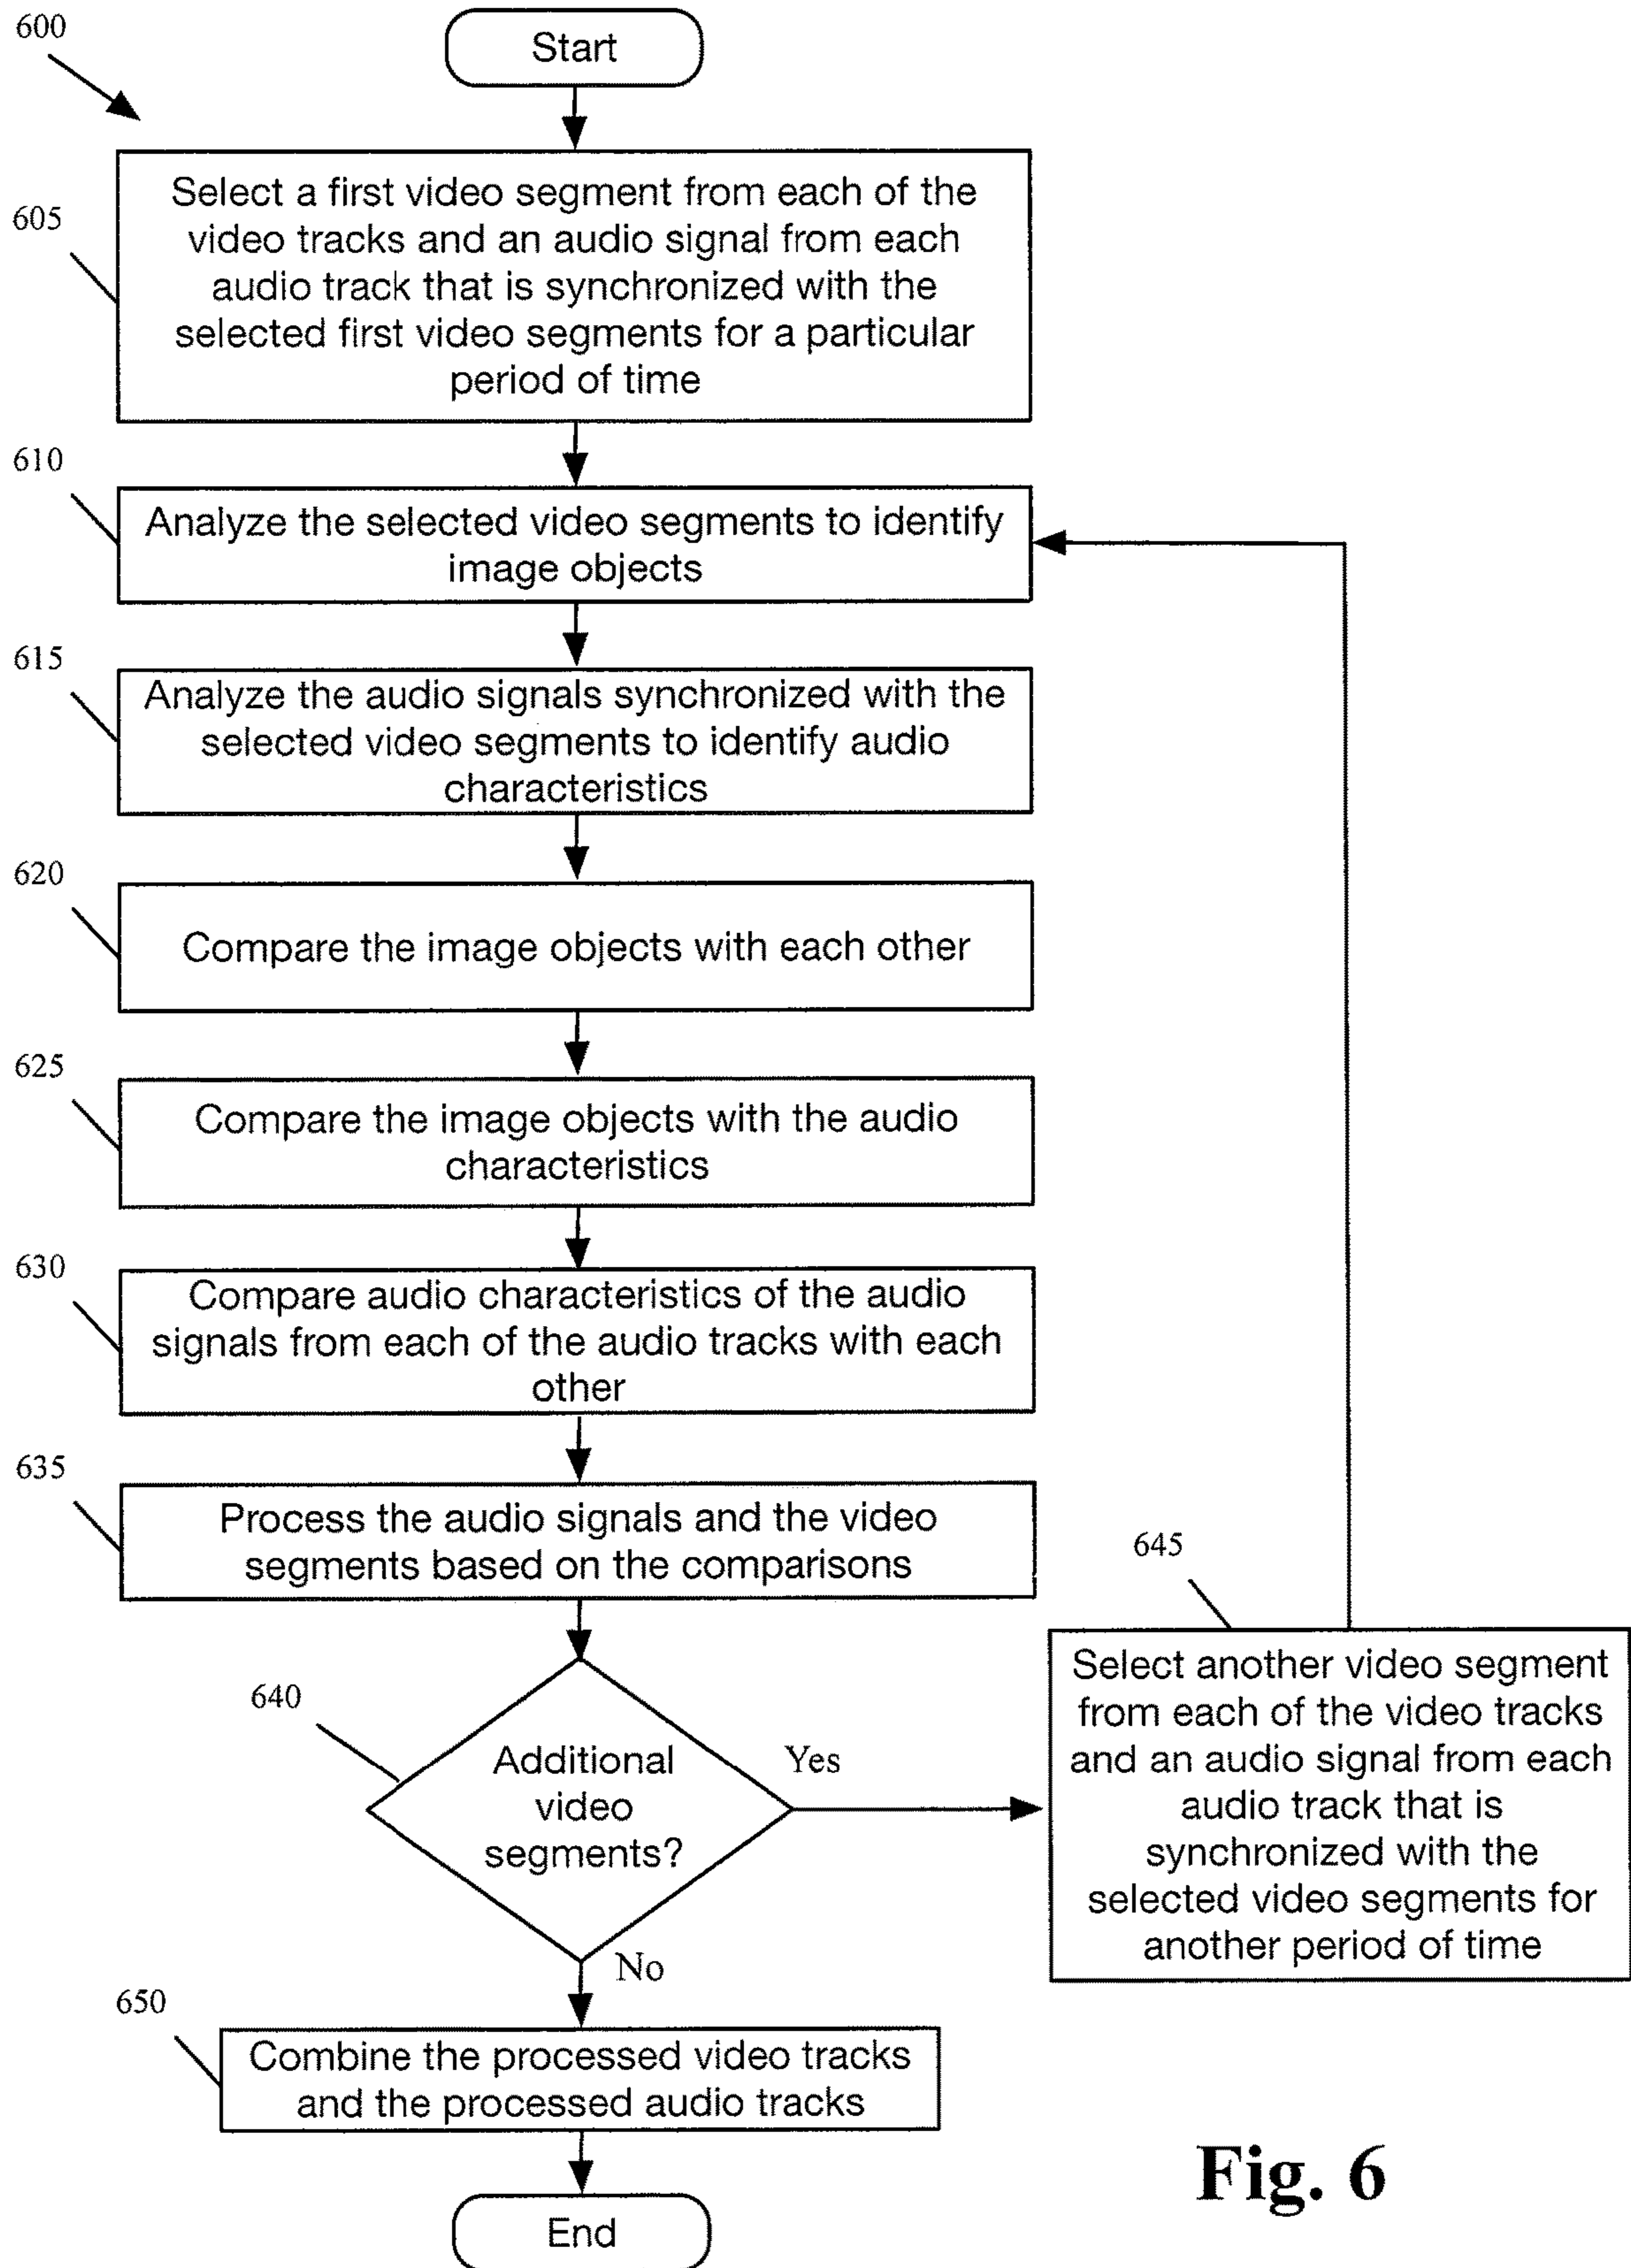 600
Start
605
Select a first video segment from each of the
video tracks and an audio signal from each
audio track that is synchronized with the
selected first video segments for a particular
period of time
610
Analyze the selected video segments to identify
image objects
615
Analyze the audio signals synchronized with the
selected video segments to identify audio
characteristics
620
Compare the image objects with each other
625
Compare the image objects with the audio
characteristics
630
Compare audio characteristics of the audio
signals from each of the audio tracks with each
other
635
Process the audio signals and the video
segments based on the comparisons
640
Additional
video
segments?
Yes
645
Select another video segment
from each of the video tracks
and an audio signal from each
audio track that is
synchronized with the
selected video segments for
another period of time
No
650
Combine the processed video tracks
and the processed audio tracks
End
Fig. 6